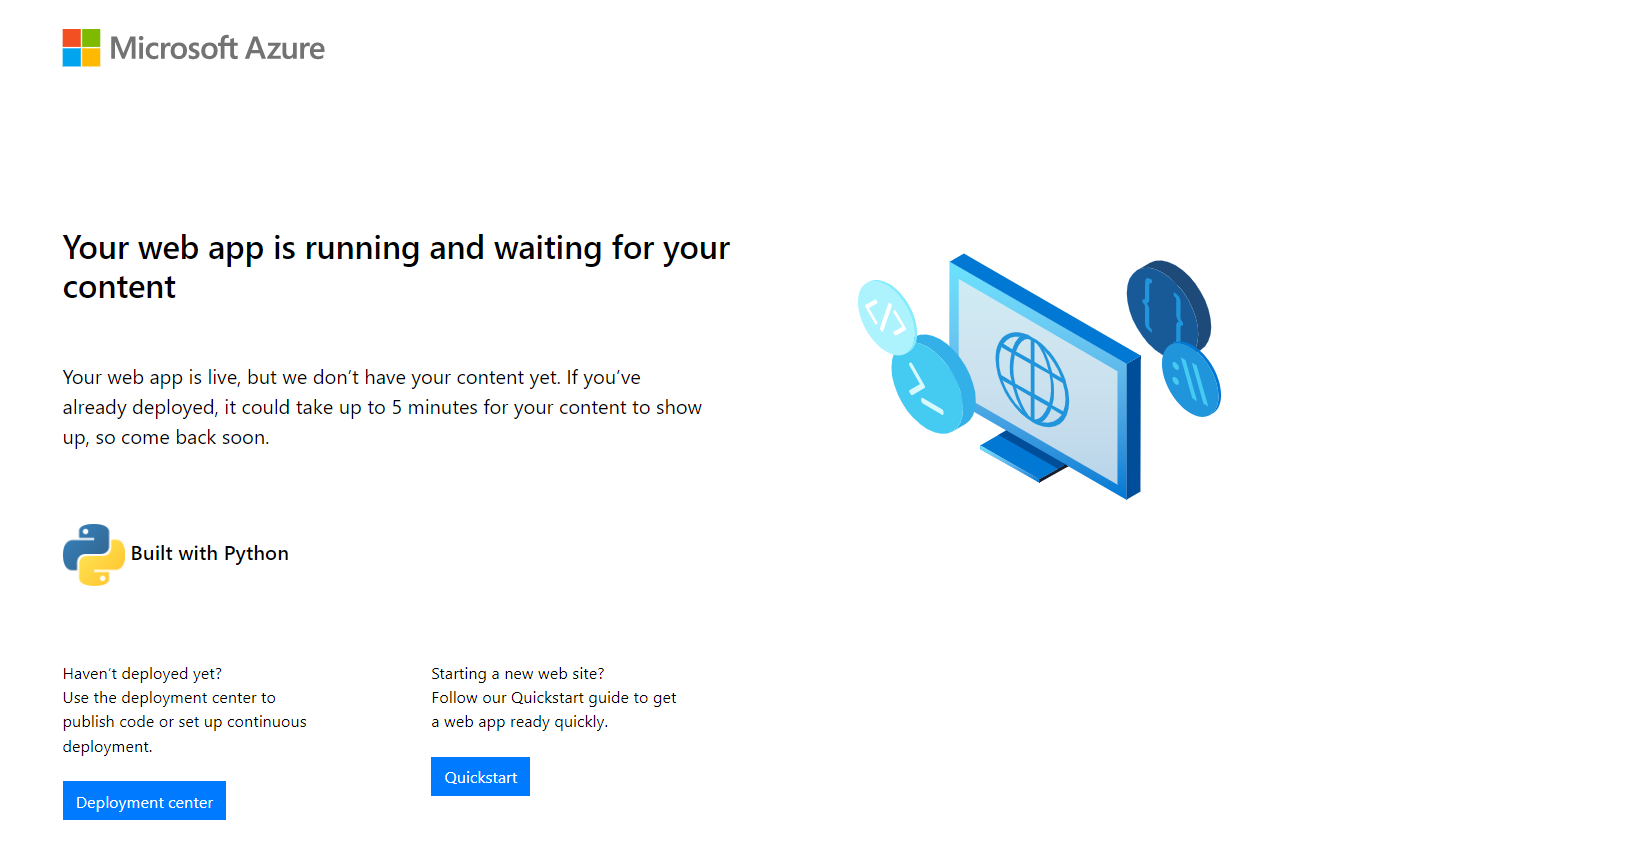 Microsoft Azure
Your web app is running and waiting for your
content
Your web app is live, but we don’t have your content yet. If you’ve
already deployed, it could take up to 5 minutes for your content to show
up, so come back soon.
Built with Python
Haven’t deployed yet?
Use the deployment center to
publish code or set up continuous
deployment.
Deployment center
Starting a new web site?
Follow our Quickstart guide to get
a web app ready quickly.
Quickstart